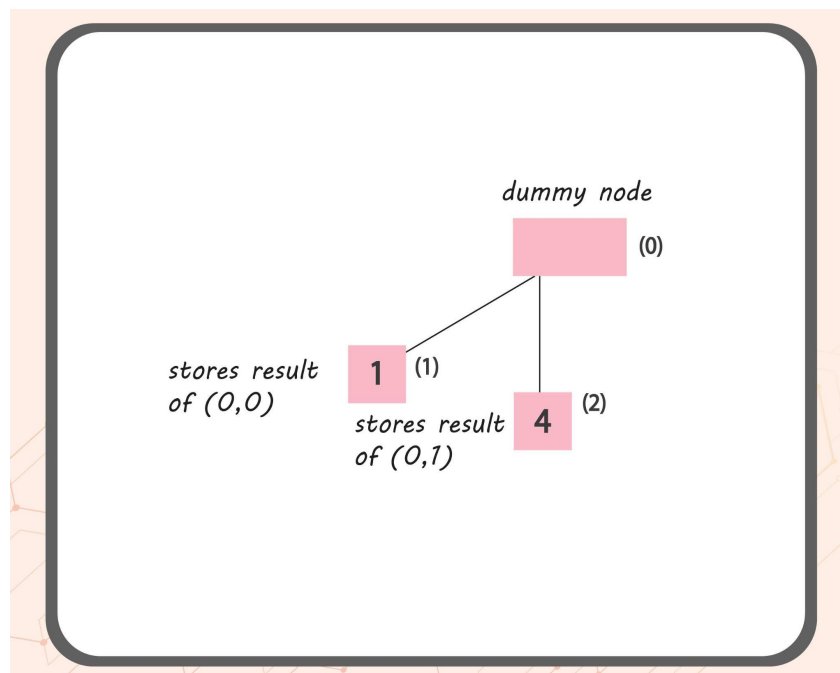 dummy node
(0)
1
(1)
stores result
of (0,0)
4
(2)
stores result
of (0,1)